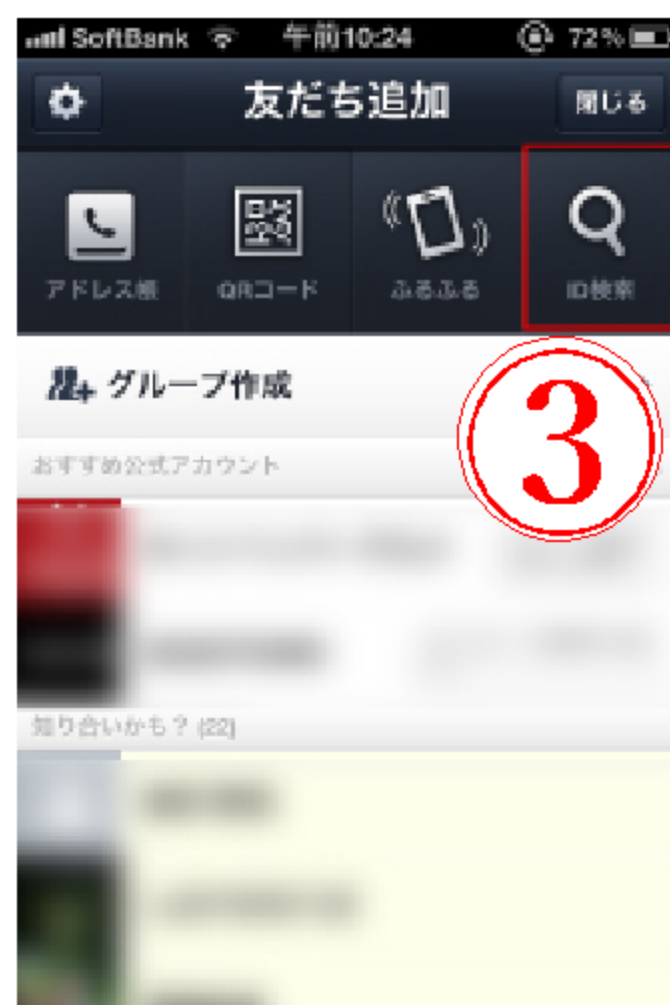 SoftBank 午前10:24 72%
友だち追加 閉じる
アドレス帳 QRコード ふるふる ID検索
グループ作成
3
おすすめ公式アカウント
知り合いかも？(22)